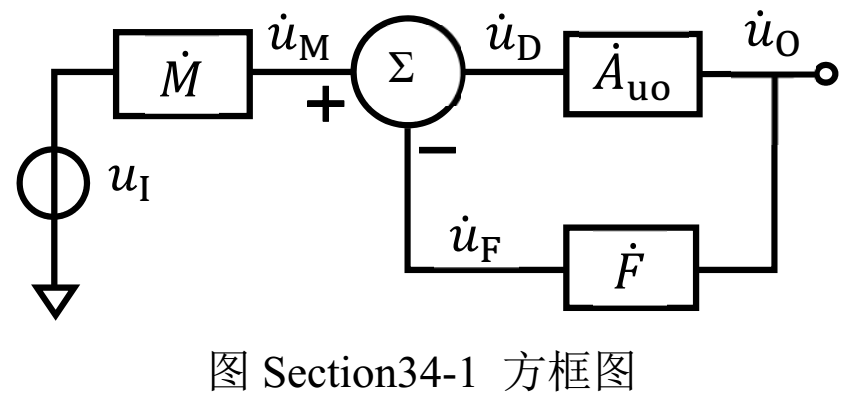 Ṁ u̇M Σ u̇D Ȧuo u̇O
+
−
uI
u̇F Ḟ
图 Section34-1 方框图